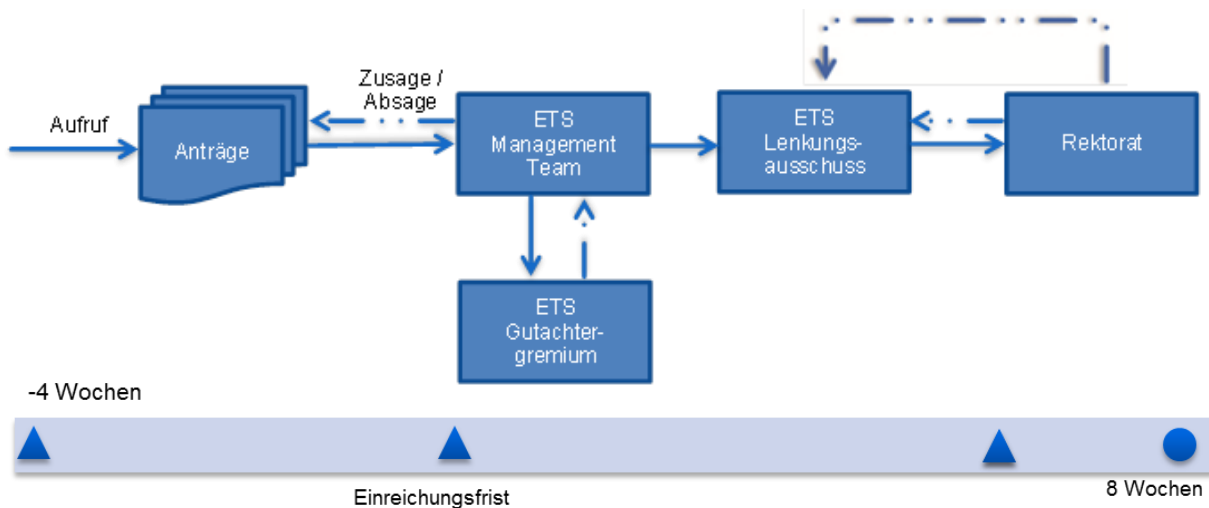 Aufruf
Anträge
Zusage /
Absage
ETS
Management
Team
ETS
Lenkungs-
ausschuss
Rektorat
ETS
Gutachter-
gremium
-4 Wochen
Einreichungsfrist
8 Wochen